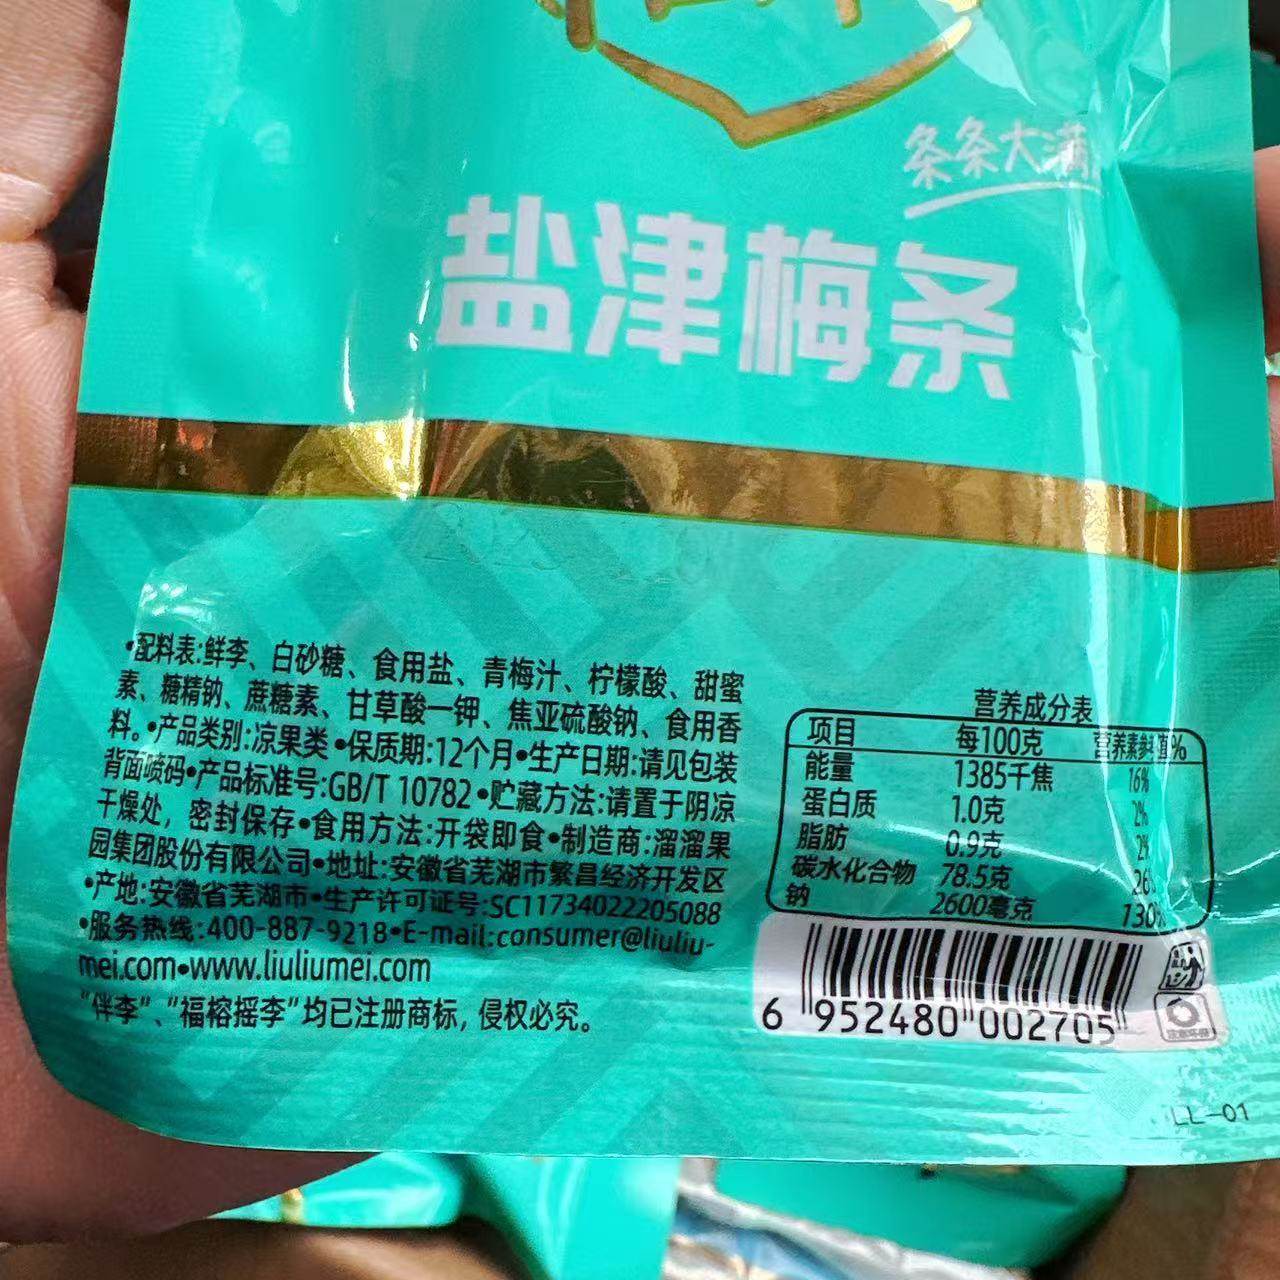 条条大满
盐津梅条
•配料表:鲜李、白砂糖、食用盐、青梅汁、柠檬酸、甜蜜
素、糖精钠、蔗糖素、甘草酸一钾、焦亚硫酸钠、食用香
料。•产品类别:凉果类•保质期:12个月•生产日期:请见包装
背面喷码•产品标准号:GB/T 10782•贮藏方法:请置于阴凉
干燥处，密封保存•食用方法:开袋即食•制造商:溜溜果
园集团股份有限公司•地址:安徽省芜湖市繁昌经济开发区
•产地:安徽省芜湖市•生产许可证号:SC11734022205088
•服务热线:400-887-9218•E-mail:consumer@liuliu-
mei.com•www.liuliumei.com
“伴李”、“福榕摇李”均已注册商标，侵权必究。
营养成分表
项目 每100克 营养素参考值%
能量 1385千焦 16%
蛋白质 1.0克 2%
脂肪 0.9克 2%
碳水化合物 78.5克 26%
钠 2600毫克 130%
6 952480 002705
LL-01